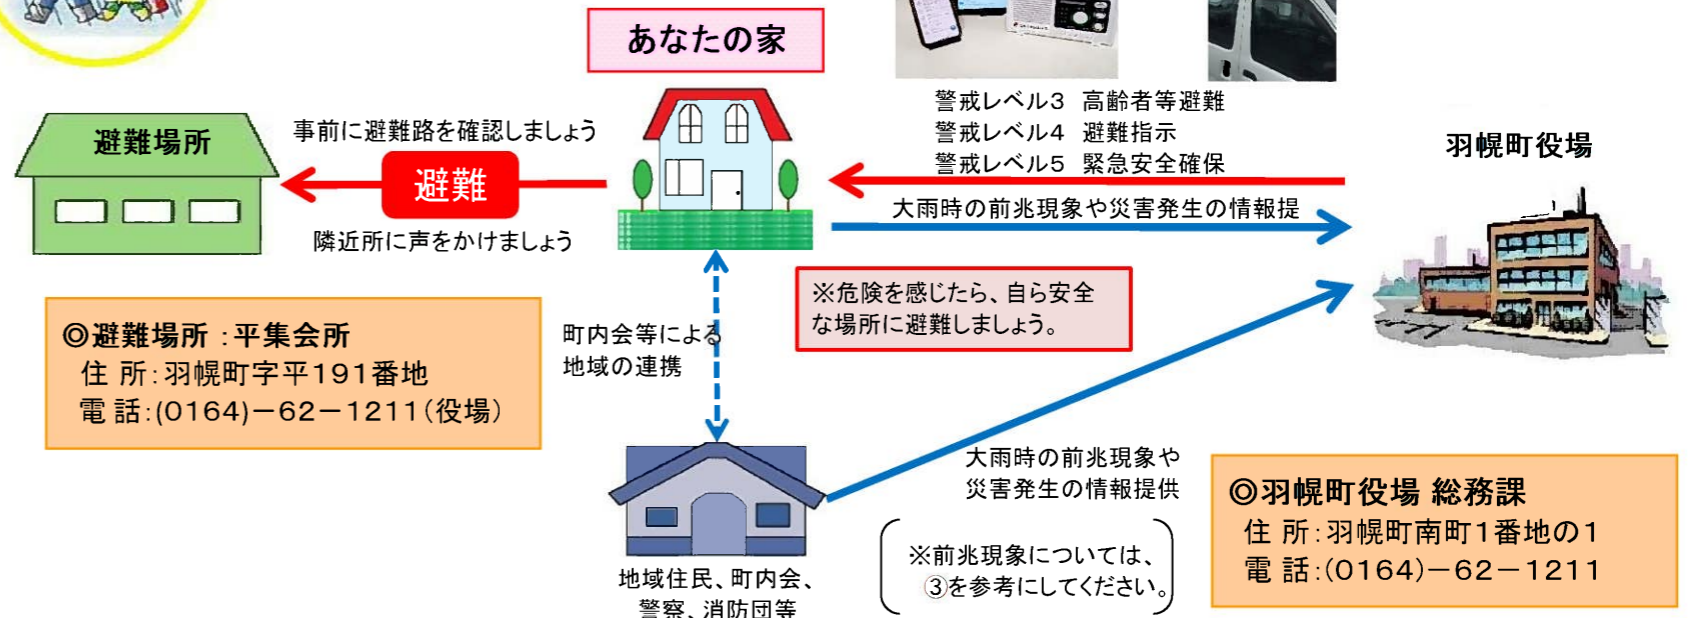 あなたの家
避難場所
事前に避難路を確認しましょう
避難
隣近所に声をかけましょう
警戒レベル3 高齢者等避難
警戒レベル4 避難指示
警戒レベル5 緊急安全確保
大雨時の前兆現象や災害発生の情報提
羽幌町役場
※危険を感じたら、自ら安全
な場所に避難しましょう。
◎避難場所：平集会所
住 所：羽幌町字平191番地
電 話：(0164)－62－1211（役場）
町内会等による
地域の連携
地域住民、町内会、
警察、消防団等
大雨時の前兆現象や
災害発生の情報提供
※前兆現象については、
③を参考にしてください。
◎羽幌町役場 総務課
住 所：羽幌町南町1番地の1
電 話：(0164)－62－1211